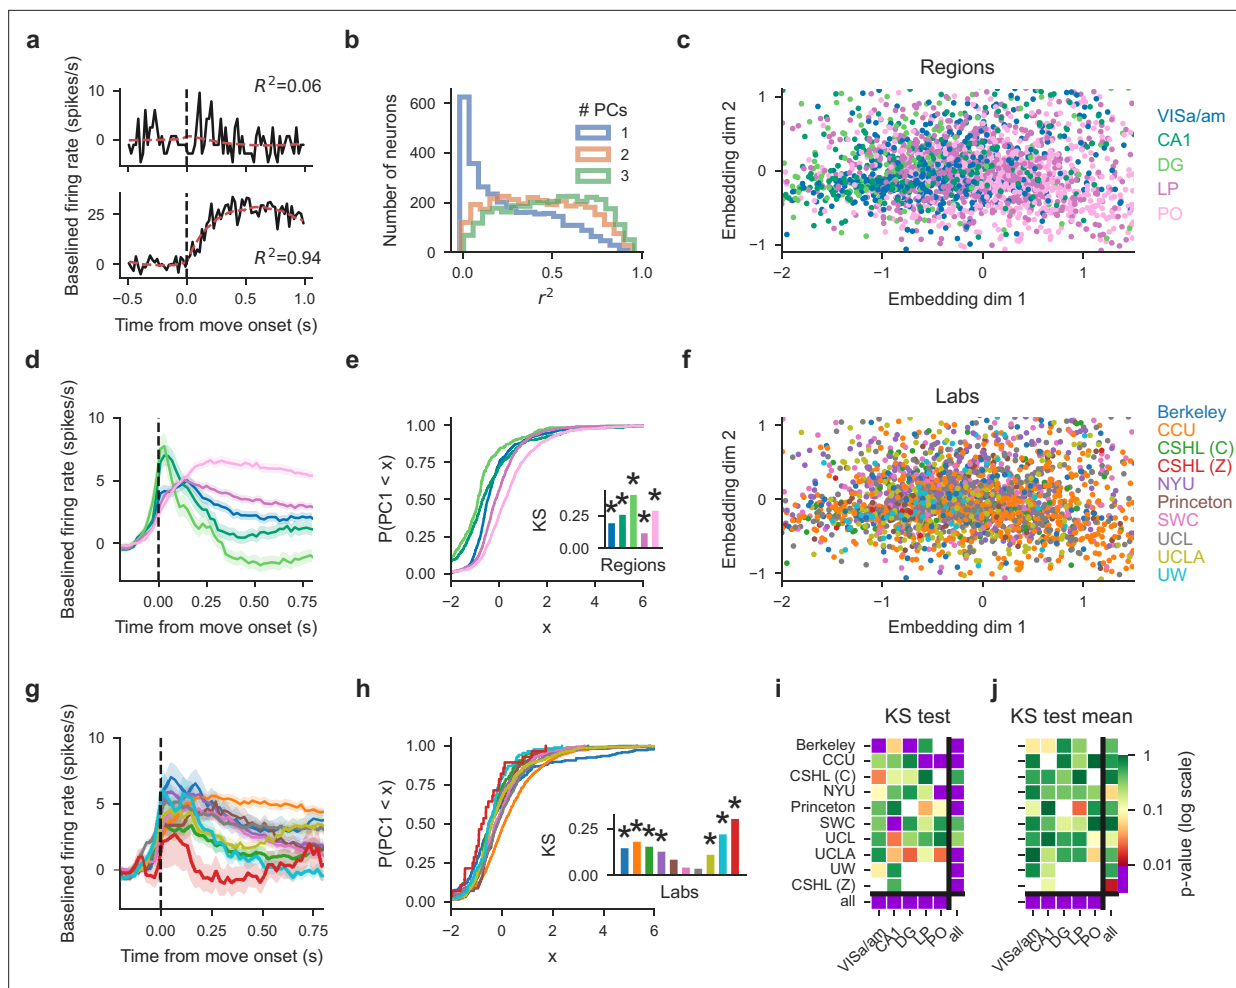 a
Baselined firing rate (spikes/s)
10
0
R²=0.06
25
0
R²=0.94
−0.5
0.0
0.5
1.0
Time from move onset (s)
b
Number of neurons
600
400
200
0
# PCs
1
2
3
0.0
0.5
1.0
r²
c
Regions
Embedding dim 2
1
0
−1
−2
−1
0
1
Embedding dim 1
VISa/am
CA1
DG
LP
PO
d
Baselined firing rate (spikes/s)
10
5
0
0.00
0.25
0.50
0.75
Time from move onset (s)
e
P(PC1 < x)
1.00
0.75
0.50
0.25
0.00
−2
0
2
4
6
x
KS
0.25
0.00
* * * * *
Regions
f
Labs
Embedding dim 2
1
0
−1
−2
−1
0
1
Embedding dim 1
Berkeley
CCU
CSHL (C)
CSHL (Z)
NYU
Princeton
SWC
UCL
UCLA
UW
g
Baselined firing rate (spikes/s)
10
5
0
0.00
0.25
0.50
0.75
Time from move onset (s)
h
P(PC1 < x)
1.00
0.75
0.50
0.25
0.00
−2
0
2
4
6
x
KS
0.25
0.00
* * * * * * *
Labs
i
KS test
Berkeley
CCU
CSHL (C)
NYU
Princeton
SWC
UCL
UCLA
UW
CSHL (Z)
all
VISa/am
CA1
DG
LP
PO
all
j
KS test mean
VISa/am
CA1
DG
LP
PO
all
1
0.1
0.01
p-value (log scale)